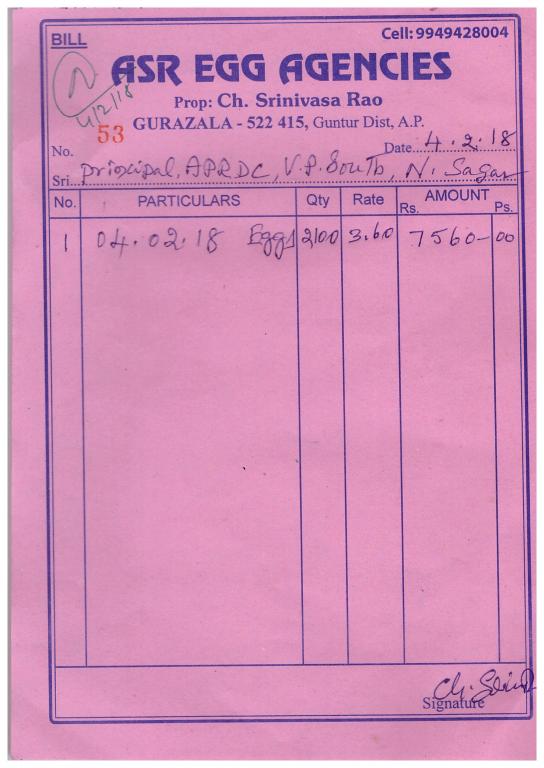 BILL
Cell: 9949428004
N
4/2/18
ASR EGG AGENCIES
Prop: Ch. Srinivasa Rao
53
GURAZALA - 522 415, Guntur Dist, A.P.
No.
Date 4.2.18
Sri principal, APRDC, V.P. South, N. Sagar
No. PARTICULARS Qty Rate AMOUNT
Rs. Ps.
1 04.02.18 Eggs 2100 3.60 7560-00
Ch.
Signature